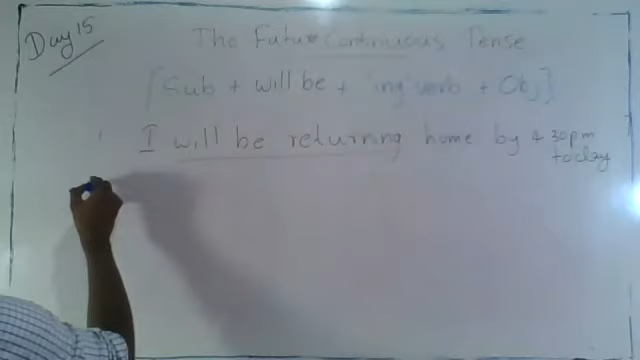 Day 15
The Future Continuous Tense
[Sub + will be + 'ing' verb + Obj]
I will be returning home by 4 30pm
today